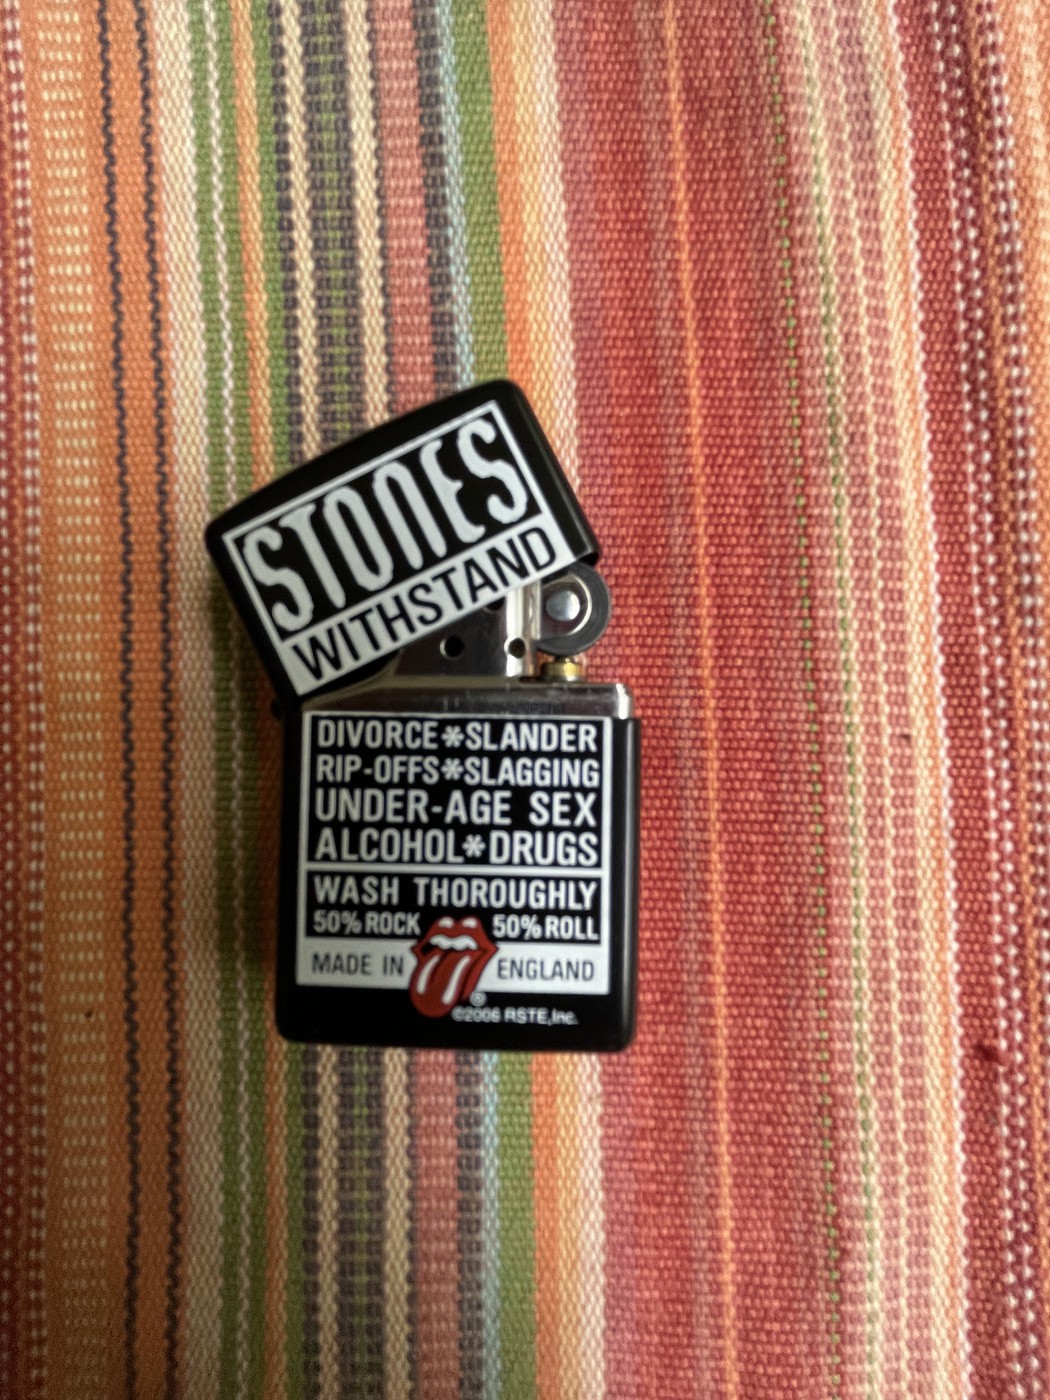 STONES
WITHSTAND
DIVORCE*SLANDER
RIP-OFFS*SLAGGING
UNDER-AGE SEX
ALCOHOL*DRUGS
WASH THOROUGHLY
50% ROCK 50% ROLL
MADE IN ENGLAND
®
©2006 RSTE,Inc.